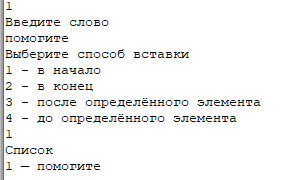 1
Введите слово
помогите
Выберите способ вставки
1 - в начало
2 - в конец
3 - после определённого элемента
4 - до определённого элемента
1
Список
1 — помогите